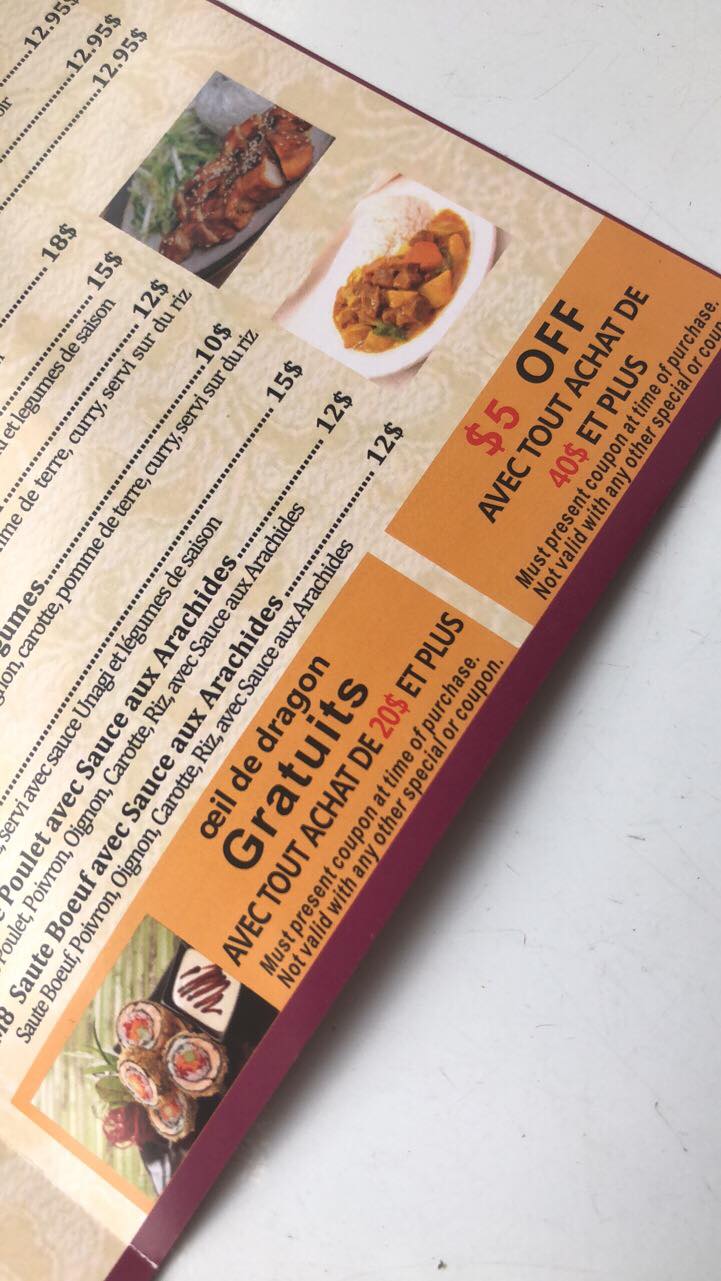 12.95$
12.95$
12.95$
18$
15$
et légumes de saison
12$
de terre, curry, servi sur du riz
10$
carotte, pomme de terre, curry, servi sur du riz
15$
servi avec sauce Unagi et légumes de saison
Poulet avec Sauce aux Arachides 12$
Poulet, Poivron, Oignon, Carotte, Riz, avec Sauce aux Arachides
Saute Boeuf avec Sauce aux Arachides 12$
Saute Boeuf, Poivron, Oignon, Carotte, Riz, avec Sauce aux Arachides
œil de dragon
Gratuits
AVEC TOUT ACHAT DE 20$ ET PLUS
Must present coupon at time of purchase.
Not valid with any other special or coupon.
$5 OFF
AVEC TOUT ACHAT DE
40$ ET PLUS
Must present coupon at time of purchase.
Not valid with any other special or